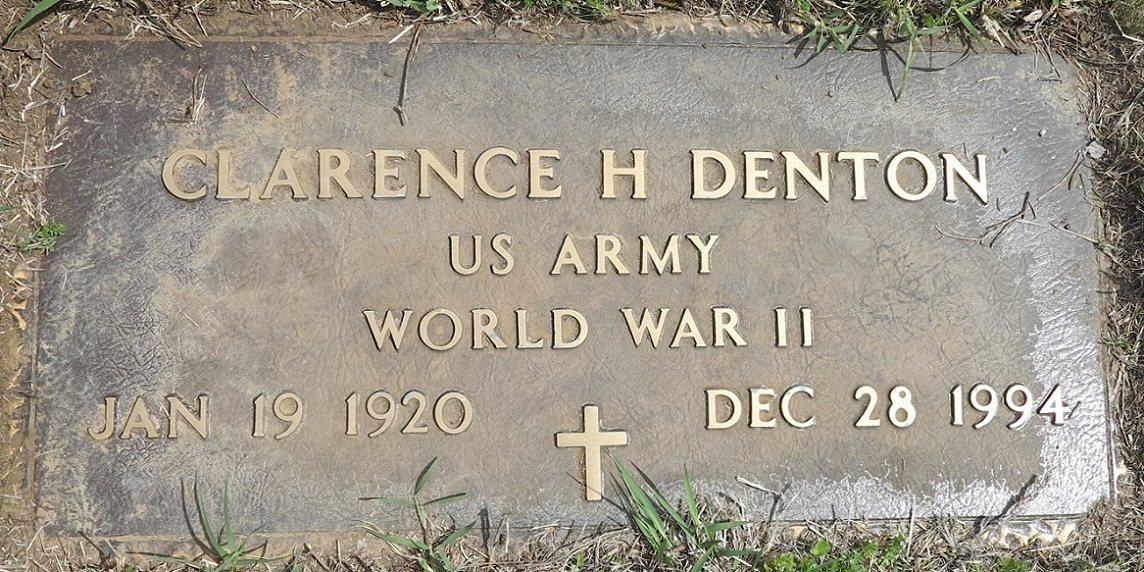 CLARENCE H DENTON
US ARMY
WORLD WAR II
JAN 19 1920 DEC 28 1994